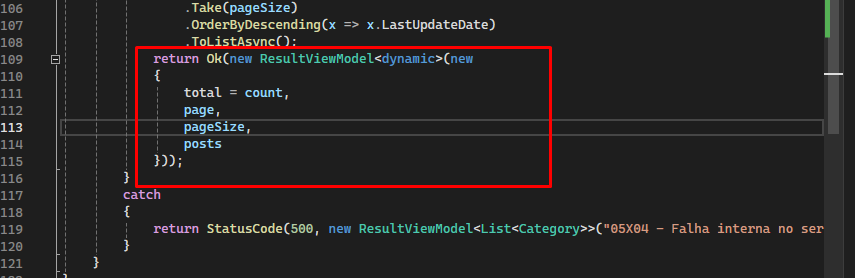 106 .Take(pageSize)
107 .OrderByDescending(x => x.LastUpdateDate)
108 .ToListAsync();
109 return Ok(new ResultViewModel<dynamic>(new
110 {
111 total = count,
112 page,
113 pageSize,
114 posts
115 }));
116 }
117 catch
118 {
119 return StatusCode(500, new ResultViewModel<List<Category>>("05X04 - Falha interna no ser
120 }
121 }